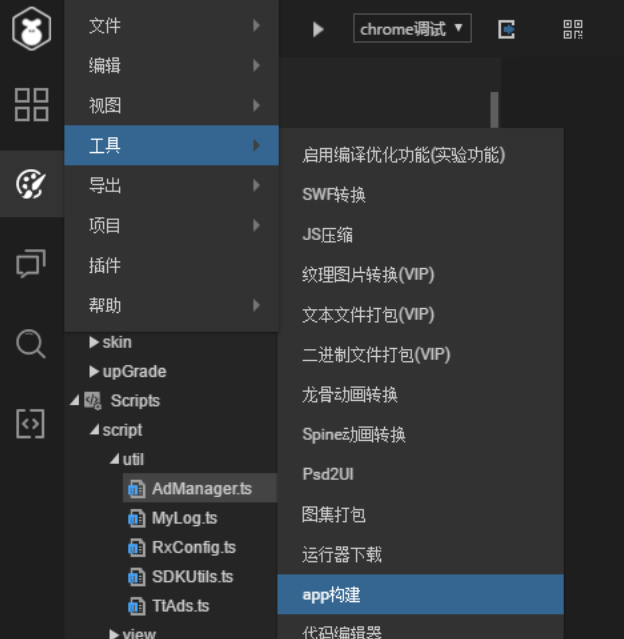 chrome调试
文件
编辑
视图
工具
导出
项目
插件
帮助
启用编译优化功能(实验功能)
SWF转换
JS压缩
纹理图片转换(VIP)
文本文件打包(VIP)
二进制文件打包(VIP)
龙骨动画转换
Spine动画转换
Psd2UI
图集打包
运行器下载
app构建
代码编辑器
skin
upGrade
Scripts
script
util
AdManager.ts
MyLog.ts
RxConfig.ts
SDKUtils.ts
TtAds.ts
view